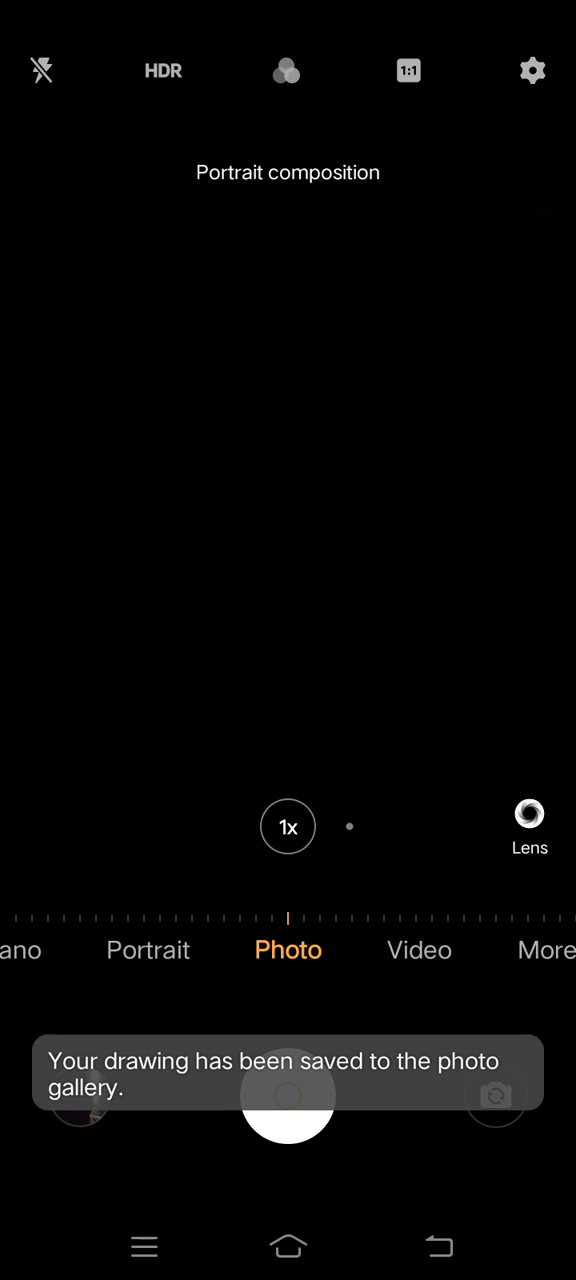 HDR
1:1
Portrait composition
1x
Lens
ano
Portrait
Photo
Video
More
Your drawing has been saved to the photo
gallery.